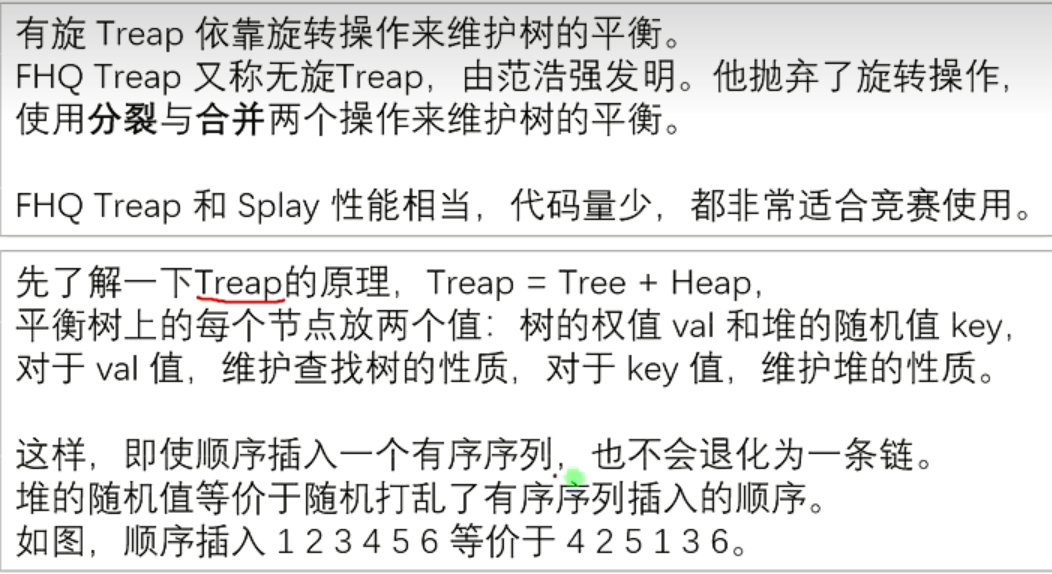 有旋 Treap 依靠旋转操作来维护树的平衡。
FHQ Treap 又称无旋Treap，由范浩强发明。他抛弃了旋转操作，
使用分裂与合并两个操作来维护树的平衡。
FHQ Treap 和 Splay 性能相当，代码量少，都非常适合竞赛使用。
先了解一下Treap的原理，Treap = Tree + Heap，
平衡树上的每个节点放两个值：树的权值 val 和堆的随机值 key，
对于 val 值，维护查找树的性质，对于 key 值，维护堆的性质。
这样，即使顺序插入一个有序序列，也不会退化为一条链。
堆的随机值等价于随机打乱了有序序列插入的顺序。
如图，顺序插入 1 2 3 4 5 6 等价于 4 2 5 1 3 6。